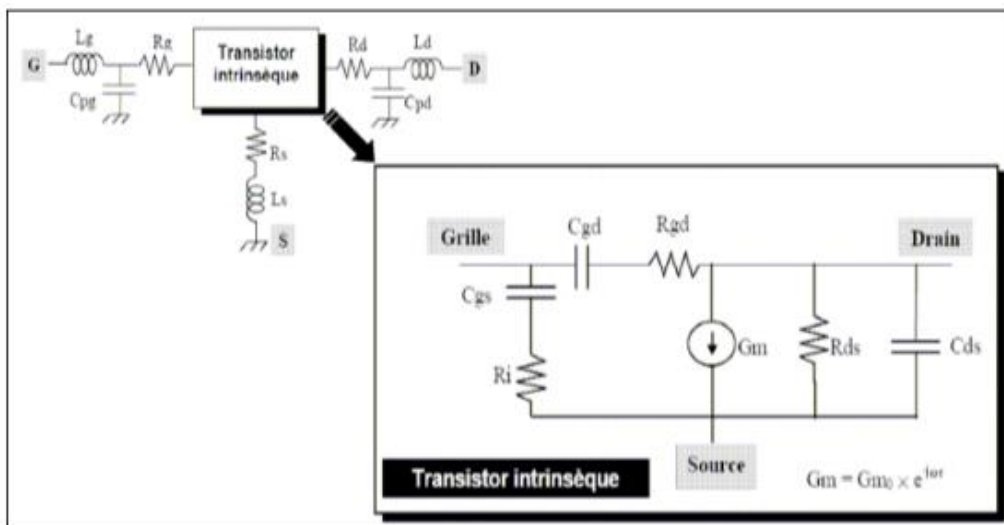 Lg
Rg
Transistor
intrinsèque
Rd
Ld
G
D
Cpg
Cpd
Rs
Ls
S
Grille
Cgd
Rgd
Drain
Cgs
Ri
Gm
Rds
Cds
Source
Transistor intrinsèque
Gm = Gm₀ × e